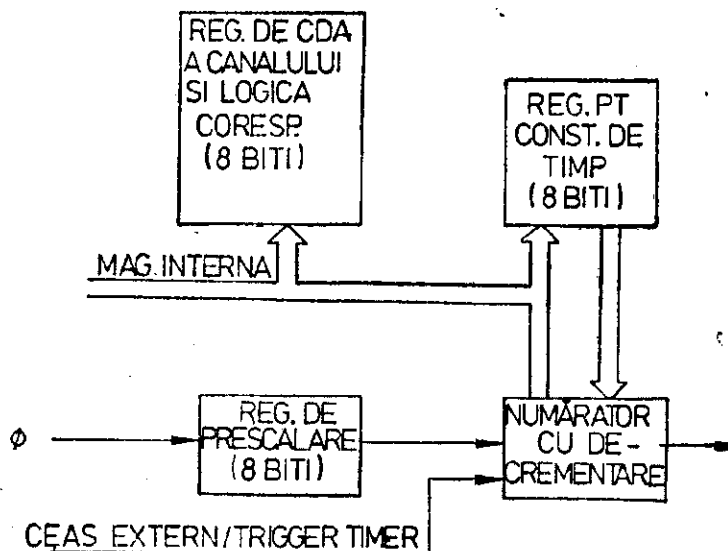 REG. DE CDA
A CANALULUI
SI LOGICA
CORESP.
(8 BITI)
REG. PT
CONST. DE
TIMP
(8 BITI)
MAG. INTERNA
Φ
REG. DE
PRESCALARE
(8 BITI)
NUMĂRATOR
CU DE-
CREMENTARE
CEAS EXTERN/TRIGGER TIMER